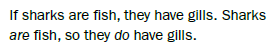 If sharks are fish, they have gills. Sharks
are fish, so they do have gills.